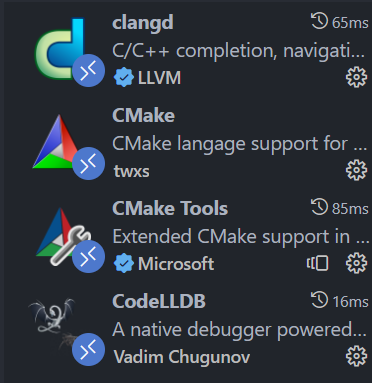 clangd 65ms
C/C++ completion, navigati...
LLVM
CMake
CMake langage support for ...
twxs
CMake Tools 85ms
Extended CMake support in ...
Microsoft
CodeLLDB 16ms
A native debugger powered...
Vadim Chugunov